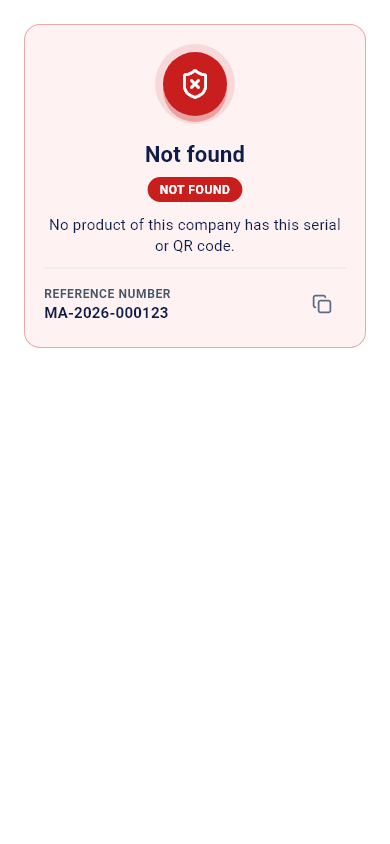 Not found
NOT FOUND
No product of this company has this serial
or QR code.
REFERENCE NUMBER
MA-2026-000123